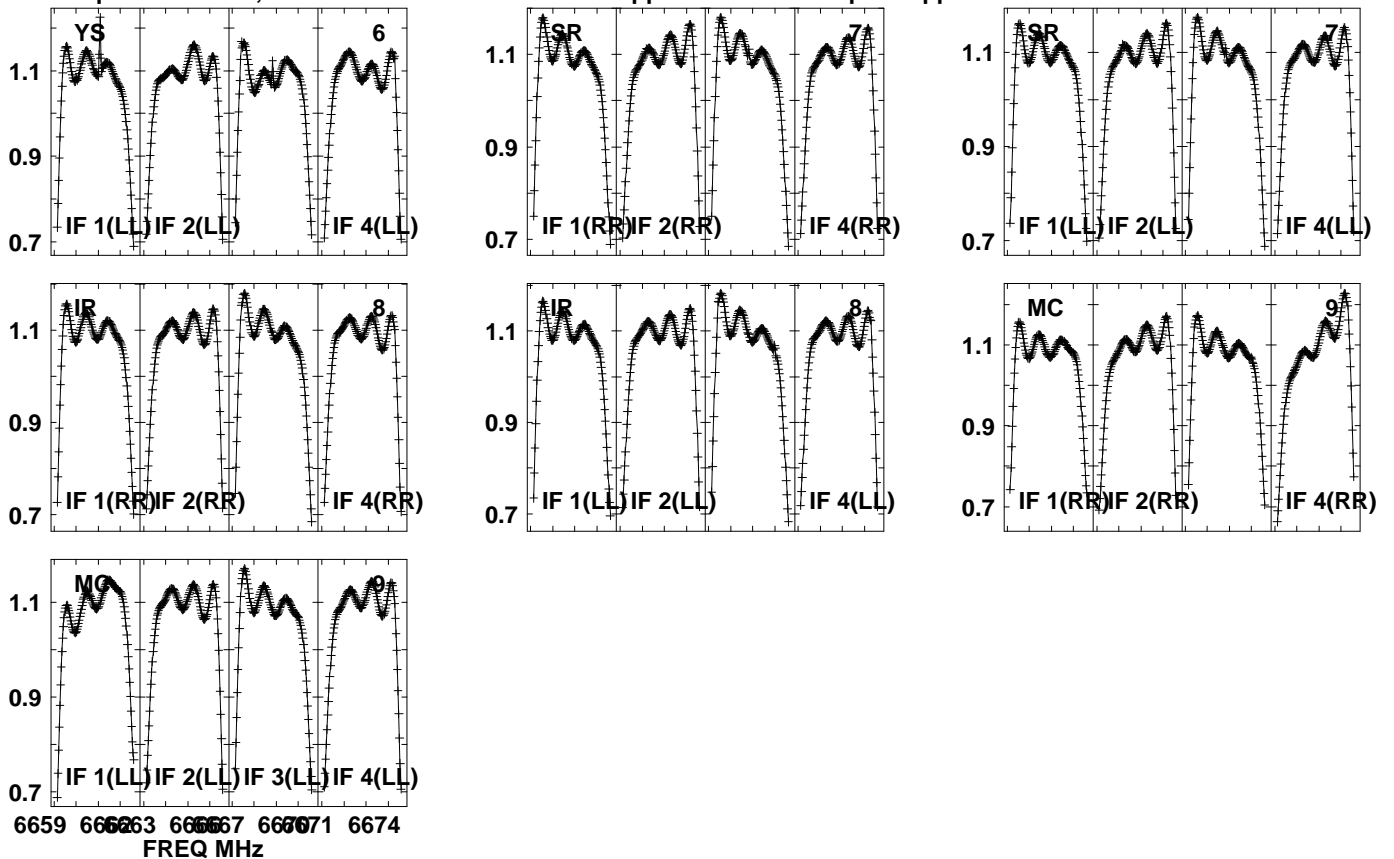 YS 6 SR 7 SR 7
1.1 1.1 1.1
0.9 0.9 0.9
IF 1(LL) IF 2(LL) IF 4(LL) IF 1(RR) IF 2(RR) IF 4(RR) IF 1(LL) IF 2(LL) IF 4(LL)
0.7 0.7 0.7
IR 8 IR 8 MC 9
1.1 1.1 1.1
0.9 0.9 0.9
IF 1(RR) IF 2(RR) IF 4(RR) IF 1(LL) IF 2(LL) IF 4(LL) IF 1(RR) IF 2(RR) IF 4(RR)
0.7 0.7 0.7
MC 9
1.1
0.9
IF 1(LL) IF 2(LL) IF 3(LL) IF 4(LL)
0.7
6659 6662 6663 6666 6667 6670 6671 6674
FREQ MHz